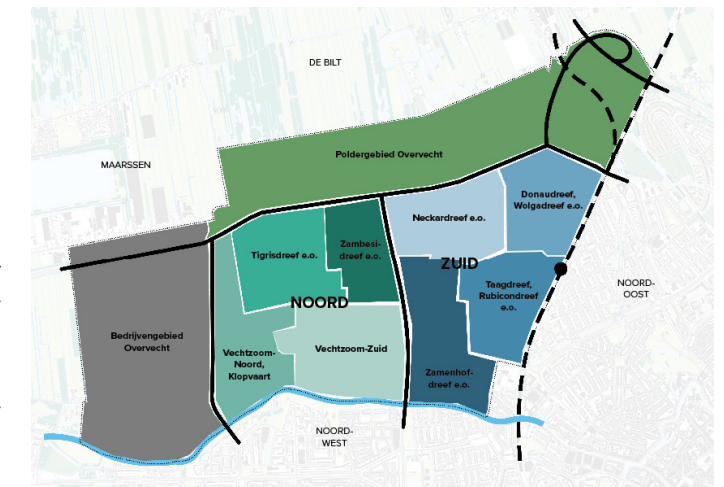 DE BILT
MAARSSEN
Poldergebied Overvecht
Donaudreef,
Wolgadreef e.o.
Neckardreef e.o.
Tigrisdreef e.o.
Zambesi-
dreef e.o.
ZUID
NOORD
Taagdreef,
Rubicondreef
e.o.
NOORD-
OOST
Bedrijvengebied
Overvecht
Vechtzoom-
Noord,
Klopvaart
Vechtzoom-Zuid
Zamenhof-
dreef e.o.
NOORD-
WEST